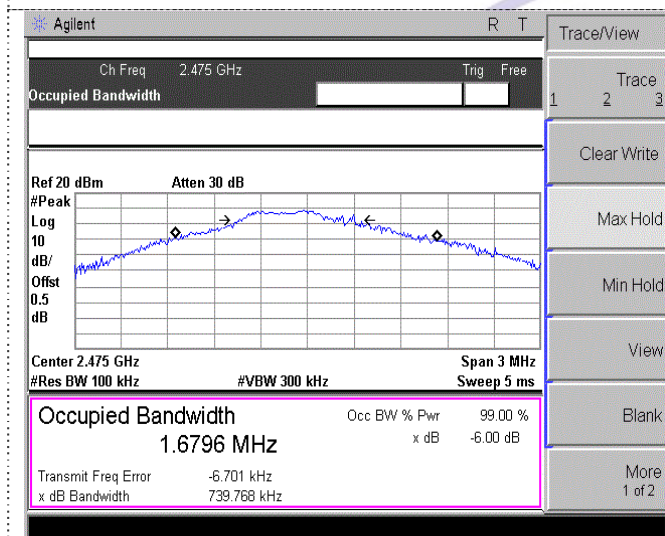 Agilent R T
Trace/View
Ch Freq 2.475 GHz Trig Free
Occupied Bandwidth
Trace
1 2 3
Clear Write
Ref 20 dBm Atten 30 dB
#Peak
Log
10
dB/
Offst
0.5
dB
Max Hold
Min Hold
View
Center 2.475 GHz Span 3 MHz
#Res BW 100 kHz #VBW 300 kHz Sweep 5 ms
Occupied Bandwidth Occ BW % Pwr 99.00 %
1.6796 MHz x dB -6.00 dB
Blank
Transmit Freq Error -6.701 kHz
x dB Bandwidth 739.768 kHz
More
1 of 2